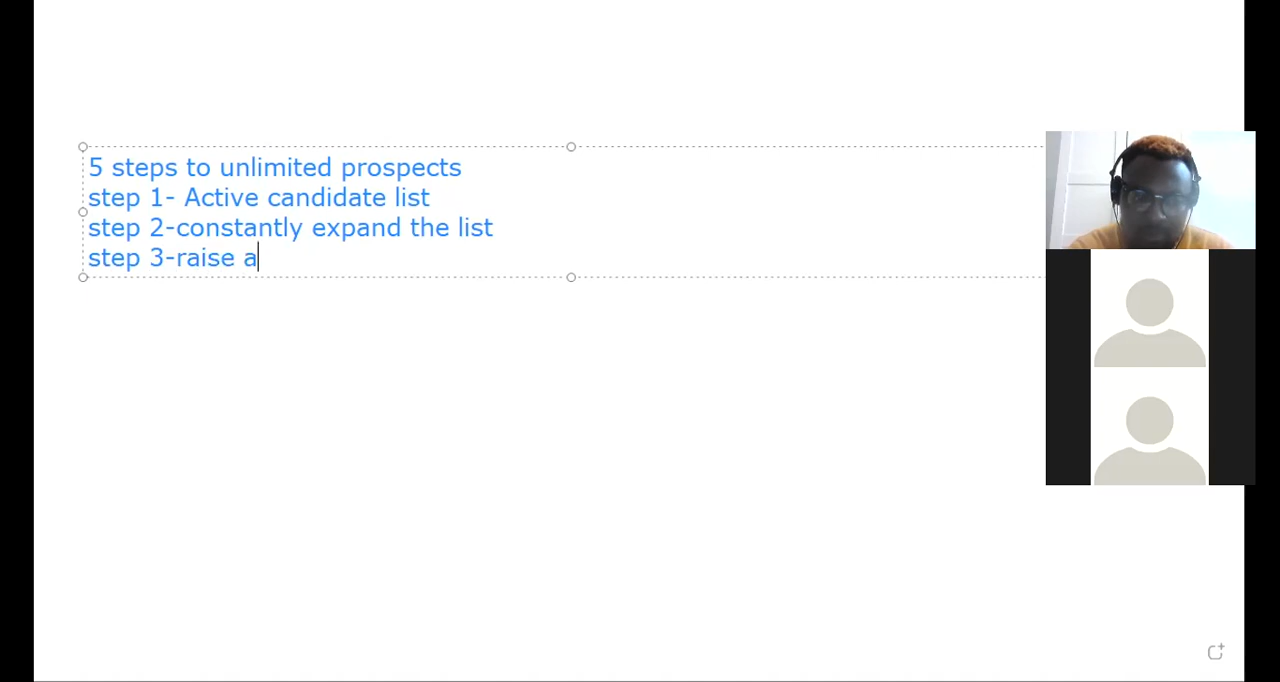 5 steps to unlimited prospects
step 1- Active candidate list
step 2-constantly expand the list
step 3-raise a